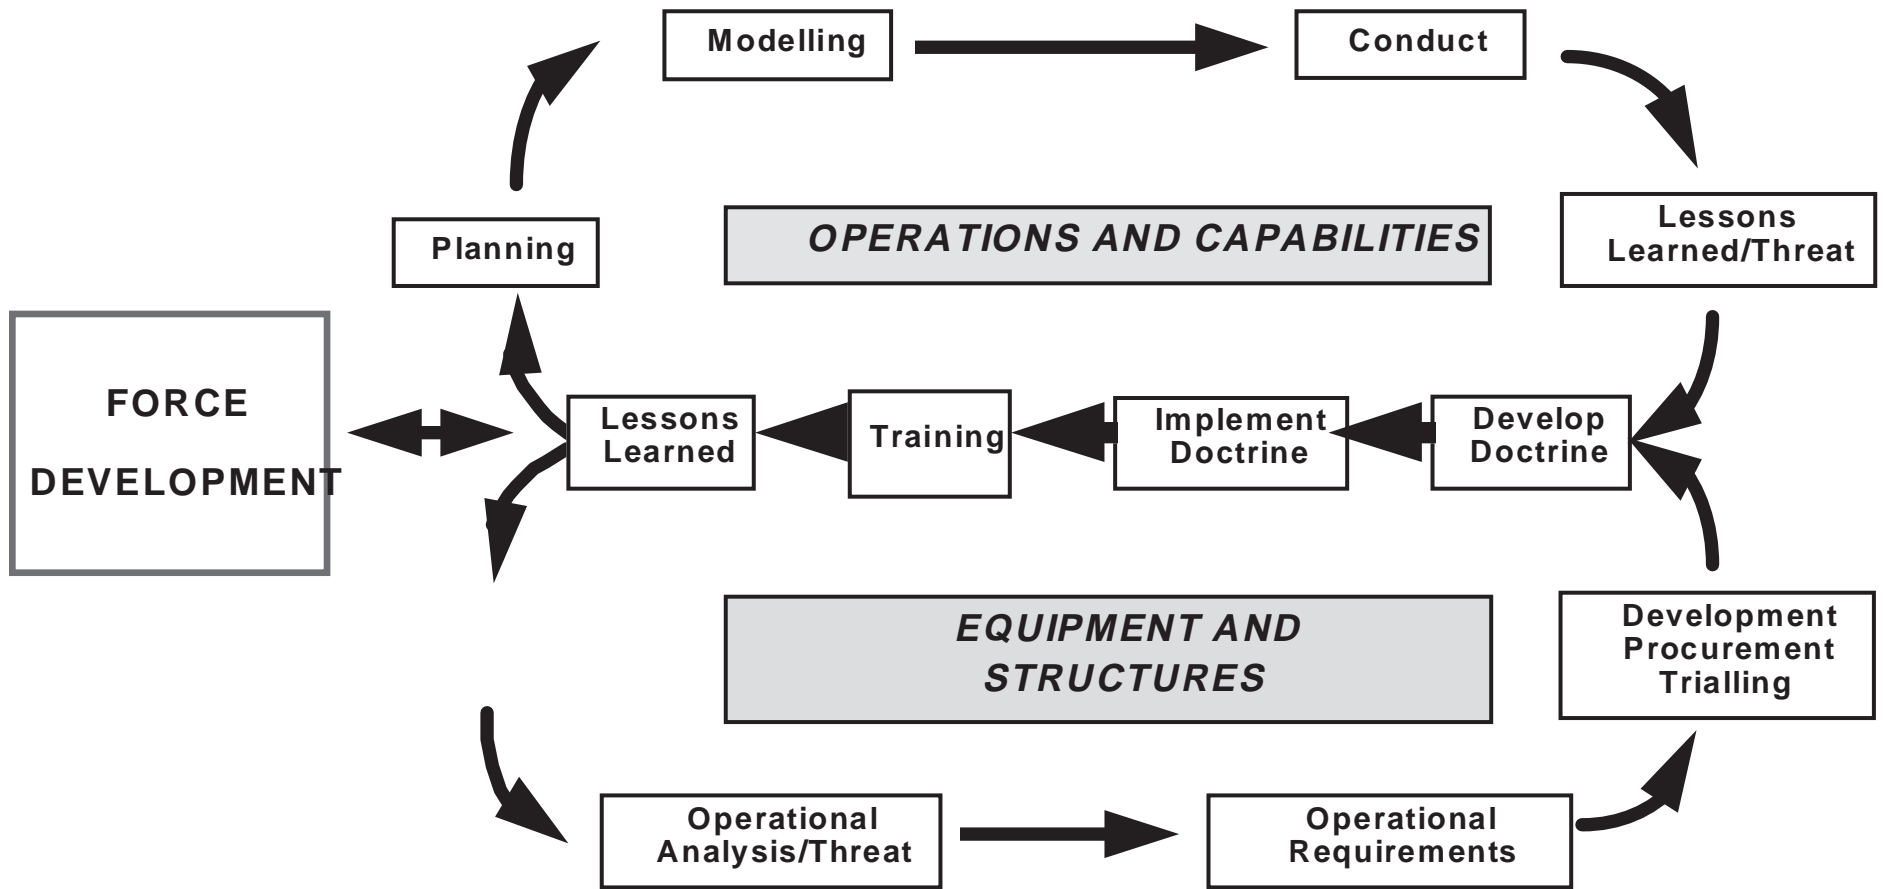 Modelling
Conduct
Planning
OPERATIONS AND CAPABILITIES
Lessons
Learned/Threat
FORCE
DEVELOPMENT
Lessons
Learned
Training
Implement
Doctrine
Develop
Doctrine
EQUIPMENT AND
STRUCTURES
Development
Procurement
Trialling
Operational
Analysis/Threat
Operational
Requirements